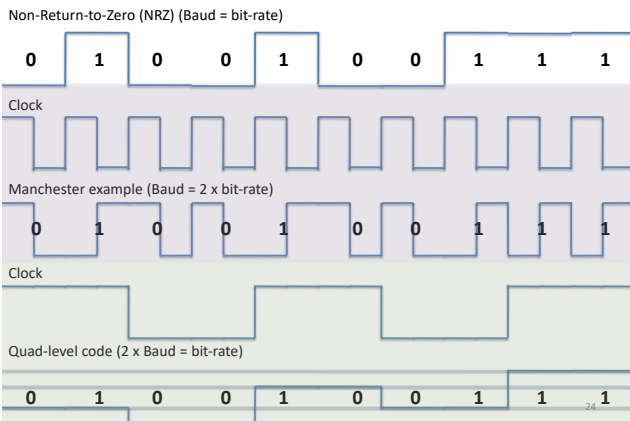 Non-Return-to-Zero (NRZ) (Baud = bit-rate)
0 1 0 0 1 0 0 1 1 1
Clock
Manchester example (Baud = 2 x bit-rate)
0 1 0 0 1 0 0 1 1 1
Clock
Quad-level code (2 x Baud = bit-rate)
0 1 0 0 1 0 0 1 1 1
24